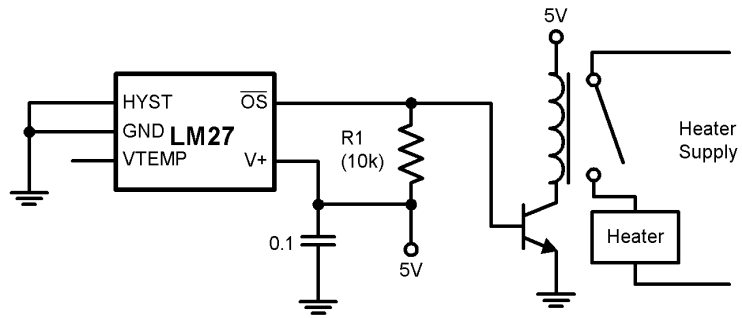 5V
HYST
OS
GND
LM27
VTEMP
V+
R1
(10k)
Heater
Supply
0.1
5V
Heater